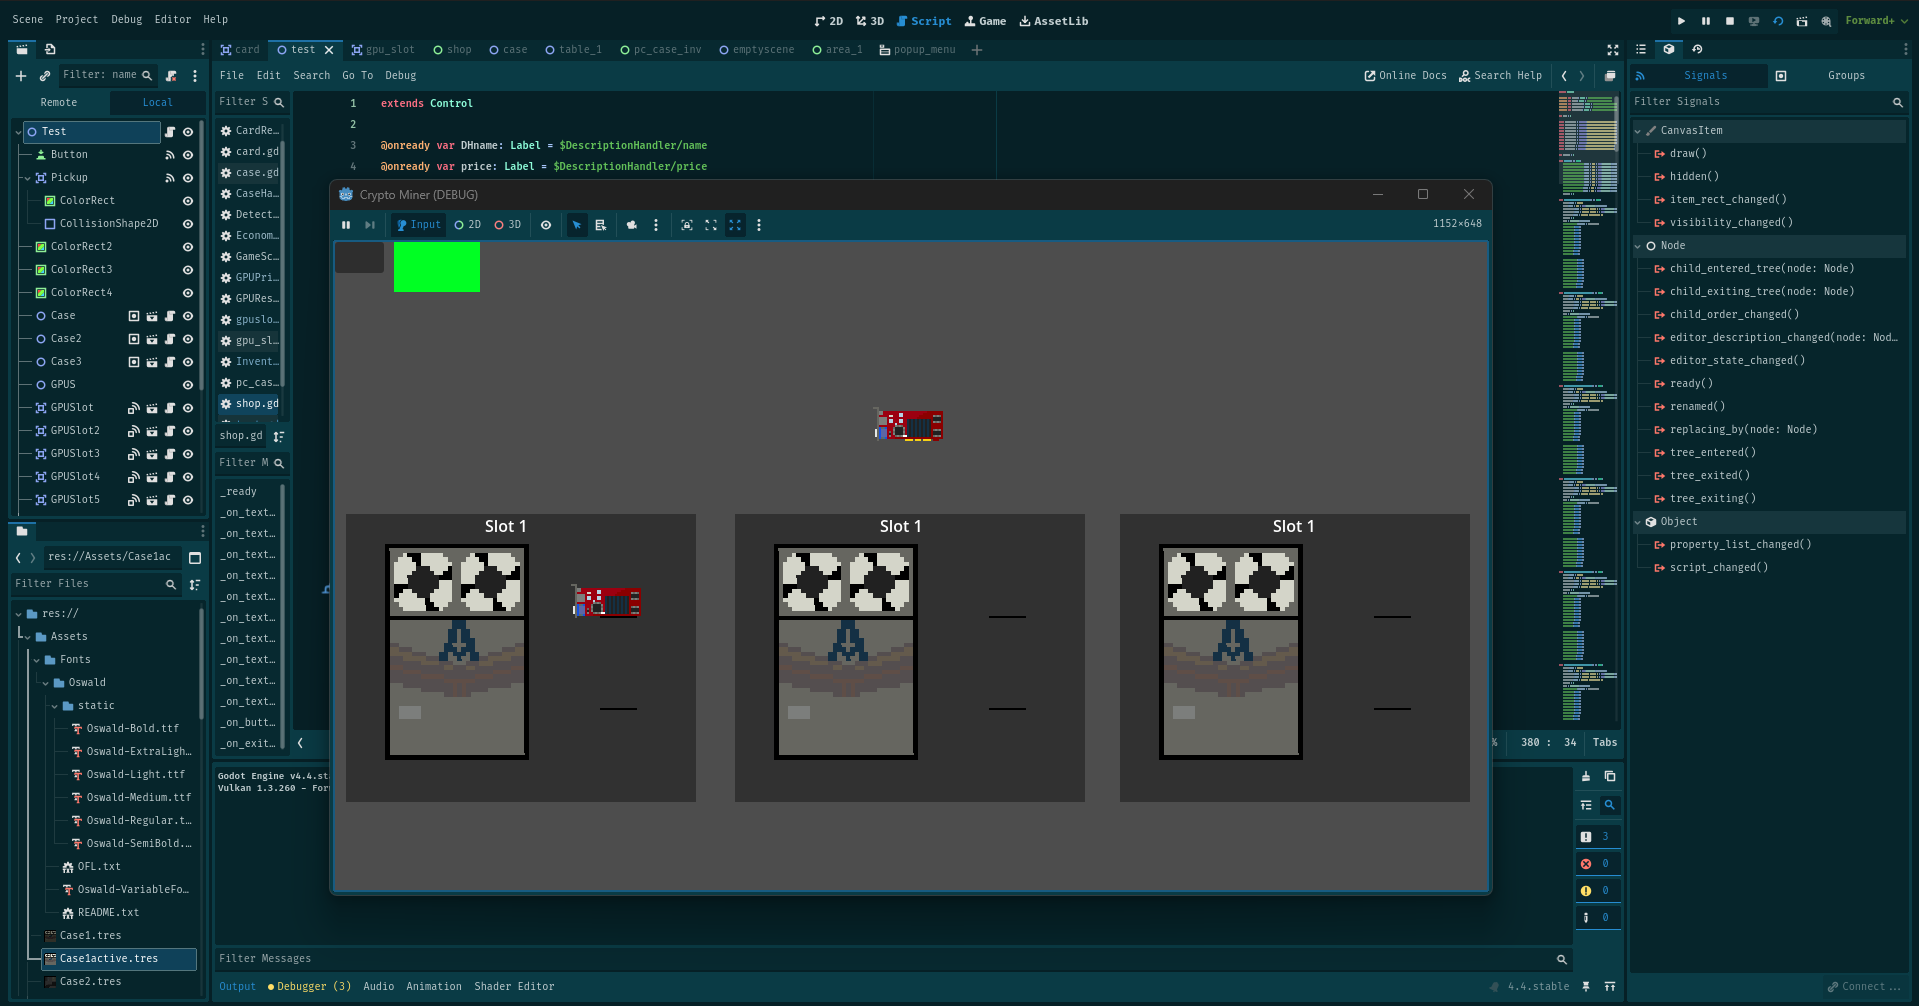 Scene Project Debug Editor Help
2D 3D Script Game AssetLib
Forward+
card test gpu_slot shop case table_1 pc_case_inv emptyscene area_1 popup_menu
Filter: name
Remote Local
Test
Button
Pickup
ColorRect
CollisionShape2D
ColorRect2
ColorRect3
ColorRect4
Case
Case2
Case3
GPUS
GPUSlot
GPUSlot2
GPUSlot3
GPUSlot4
GPUSlot5
res://Assets/Case1ac
Filter Files
res://
Assets
Fonts
Oswald
static
Oswald-Bold.ttf
Oswald-ExtraLigh…
Oswald-Light.ttf
Oswald-Medium.ttf
Oswald-Regular.t…
Oswald-SemiBold.…
OFL.txt
Oswald-VariableFo…
README.txt
Case1.tres
Case1active.tres
Case2.tres
File Edit Search Go To Debug
Online Docs Search Help
Filter S
CardRe…
card.gd
case.gd
CaseHa…
Detect…
Econom…
GameSc…
GPUPri…
GPURes…
gpuslo…
gpu_sl…
Invent…
pc_cas…
shop.gd
shop.gd
Filter M
_ready
_on_text…
_on_text…
_on_text…
_on_text…
_on_text…
_on_text…
_on_text…
_on_text…
_on_text…
_on_text…
_on_butt…
_on_exit…
1 extends Control
2
3 @onready var DHname: Label = $DescriptionHandler/name
4 @onready var price: Label = $DescriptionHandler/price
Crypto Miner (DEBUG)
Input 2D 3D
1152×648
Slot 1
Slot 1
Slot 1
% 380 : 34 Tabs
Godot Engine v4.4.st
Vulkan 1.3.260 - For
3
0
0
0
Filter Messages
Output Debugger (3) Audio Animation Shader Editor
4.4.stable
Signals Groups
Filter Signals
CanvasItem
draw()
hidden()
item_rect_changed()
visibility_changed()
Node
child_entered_tree(node: Node)
child_exiting_tree(node: Node)
child_order_changed()
editor_description_changed(node: Nod…
editor_state_changed()
ready()
renamed()
replacing_by(node: Node)
tree_entered()
tree_exited()
tree_exiting()
Object
property_list_changed()
script_changed()
Connect ...